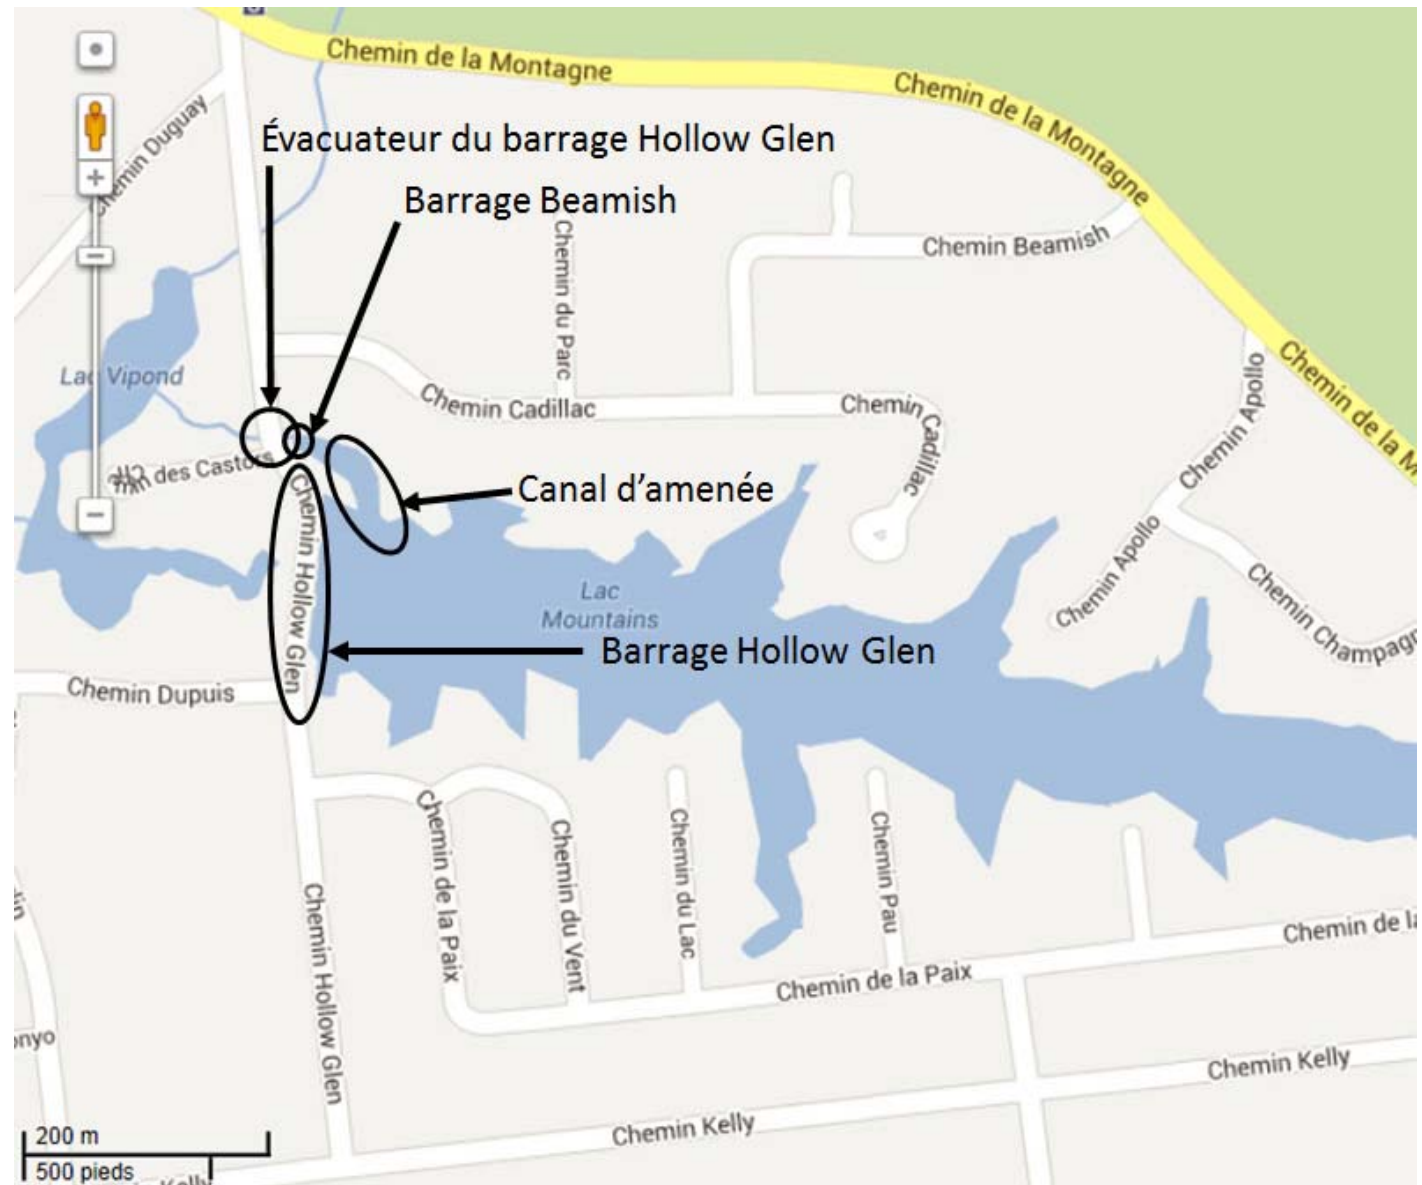 Chemin de la Montagne
Chemin de la Montagne
Chemin Duguay
Évacuateur du barrage Hollow Glen
Barrage Beamish
Chemin du Parc
Chemin Beamish
Chemin de la M
Lac Vipond
Chemin Apollo
Chemin Cadillac
Chemin Cadillac
des Castors
Canal d'amenée
Chemin Hollow Glen
Lac
Mountains
Chemin Apollo
Chemin Champagn
Barrage Hollow Glen
Chemin Dupuis
Chemin de la Paix
Chemin du Vent
Chemin du Lac
Chemin Pau
Chemin Hollow Glen
Chemin de la
Chemin de la Paix
onyo
Chemin Kelly
Chemin Kelly
200 m
500 pieds
Kelly